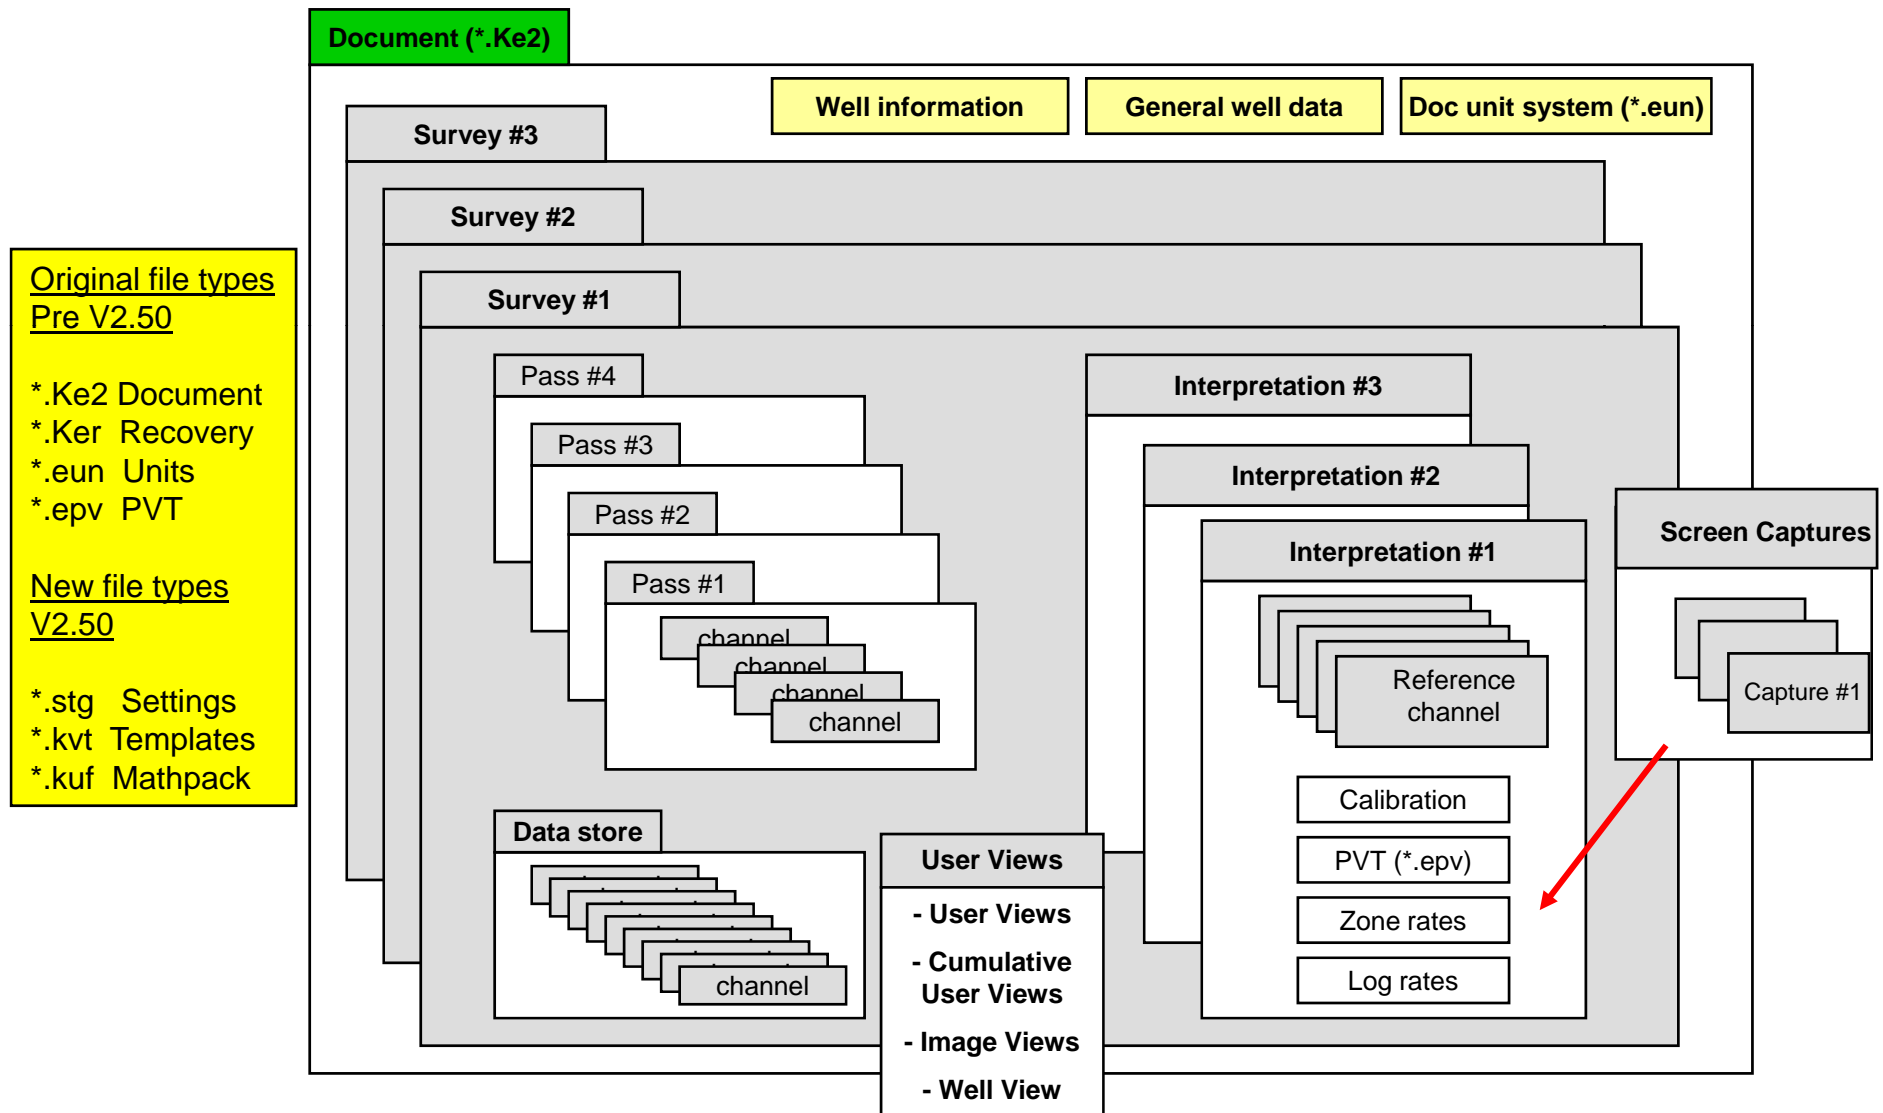 Document (*.Ke2)
Well information
General well data
Doc unit system (*.eun)
Survey #3
Survey #2
Survey #1
Original file types
Pre V2.50
*.Ke2 Document
*.Ker Recovery
*.eun Units
*.epv PVT
New file types
V2.50
*.stg Settings
*.kvt Templates
*.kuf Mathpack
Pass #4
Pass #3
Pass #2
Pass #1
channel
channel
channel
channel
Data store
channel
User Views
- User Views
- Cumulative
User Views
- Image Views
- Well View
Interpretation #3
Interpretation #2
Interpretation #1
Reference
channel
Calibration
PVT (*.epv)
Zone rates
Log rates
Screen Captures
Capture #1